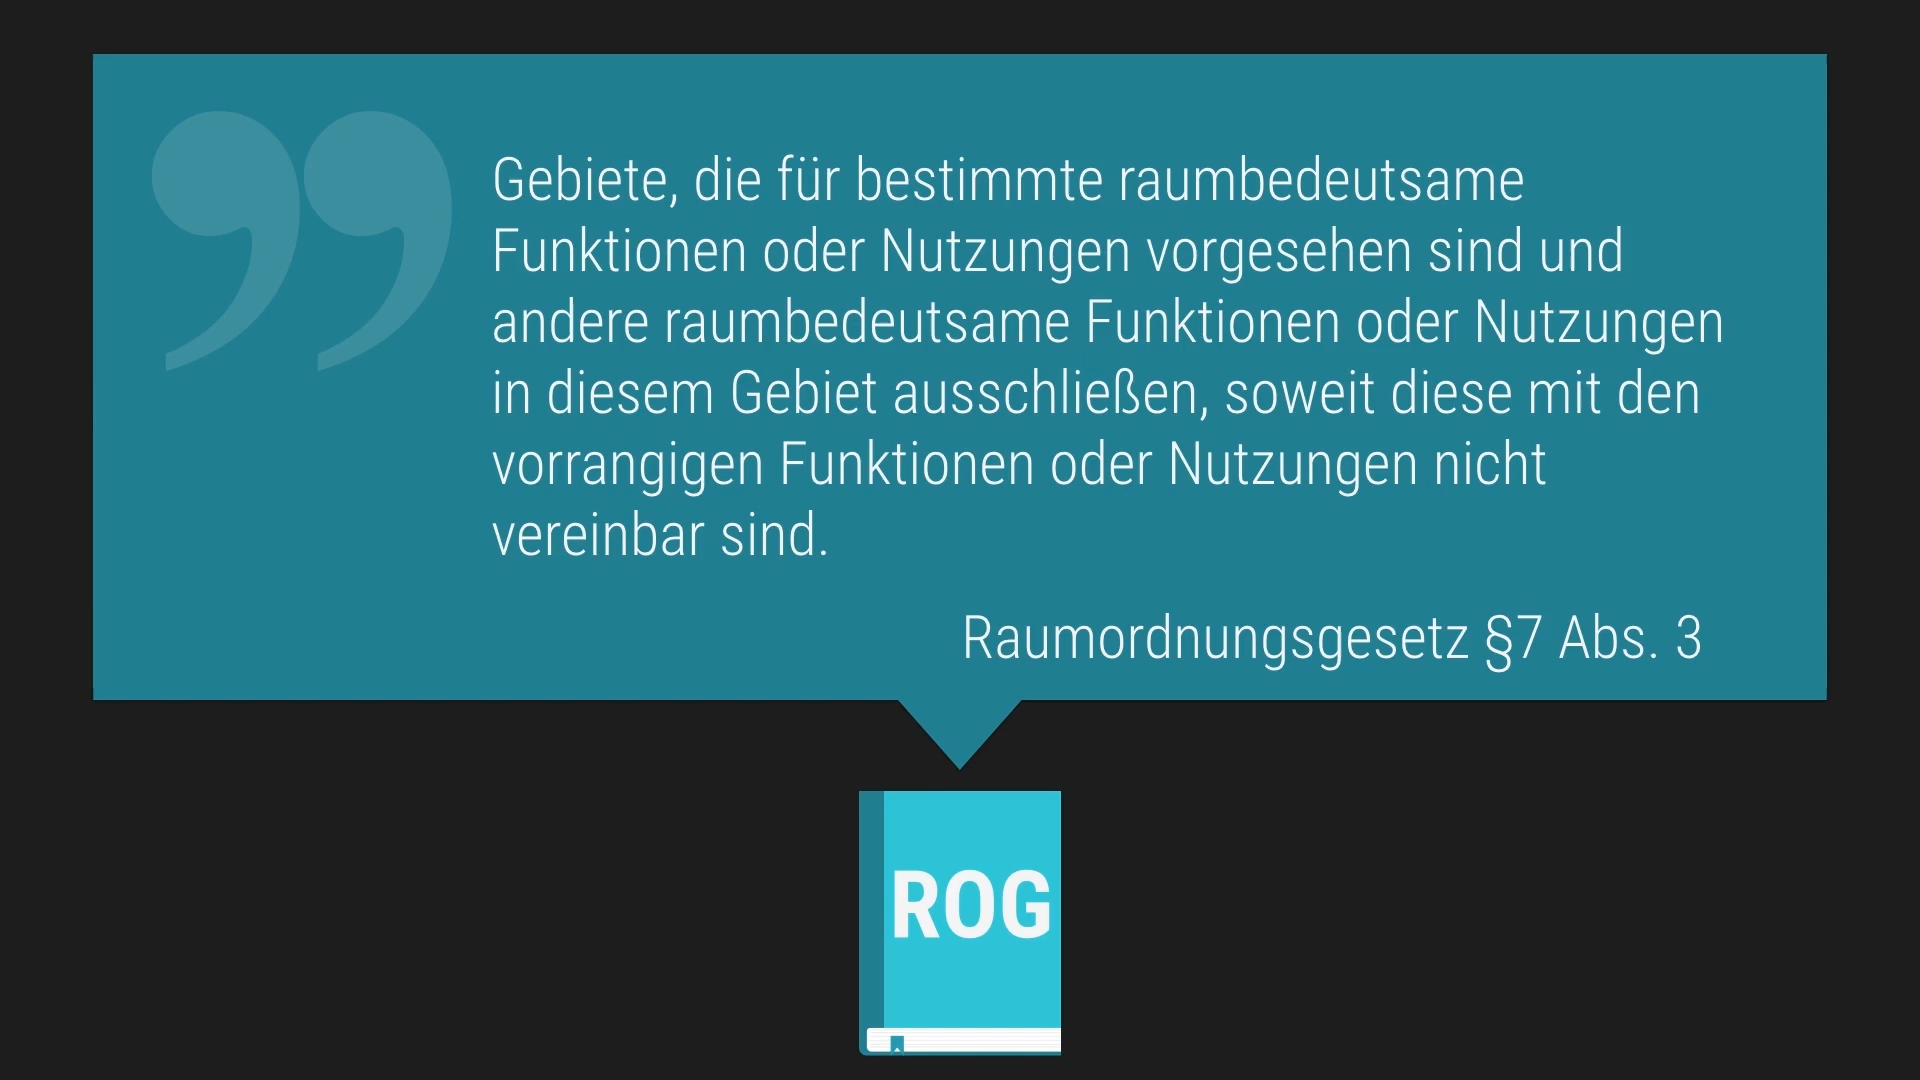 Gebiete, die für bestimmte raumbedeutsame
Funktionen oder Nutzungen vorgesehen sind und
andere raumbedeutsame Funktionen oder Nutzungen
in diesem Gebiet ausschließen, soweit diese mit den
vorrangigen Funktionen oder Nutzungen nicht
vereinbar sind.
Raumordnungsgesetz §7 Abs. 3
ROG